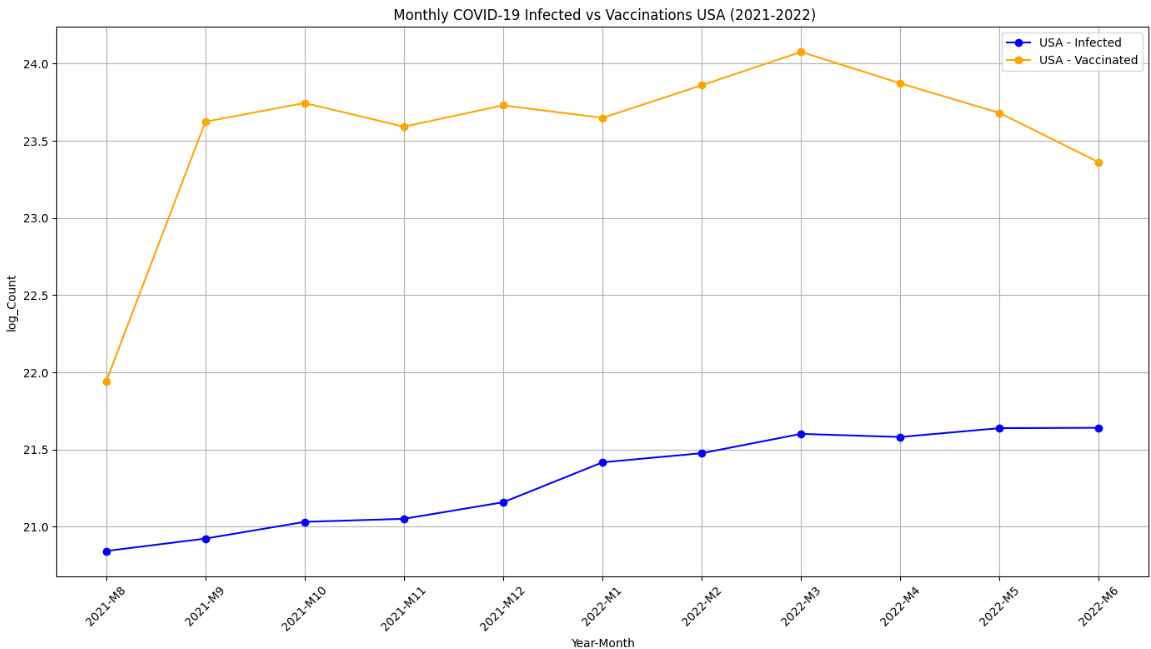 Monthly COVID-19 Infected vs Vaccinations USA (2021-2022)
USA - Infected
USA - Vaccinated
log_Count
24.0
23.5
23.0
22.5
22.0
21.5
21.0
2021-M8
2021-M9
2021-M10
2021-M11
2021-M12
2022-M1
2022-M2
2022-M3
2022-M4
2022-M5
2022-M6
Year-Month